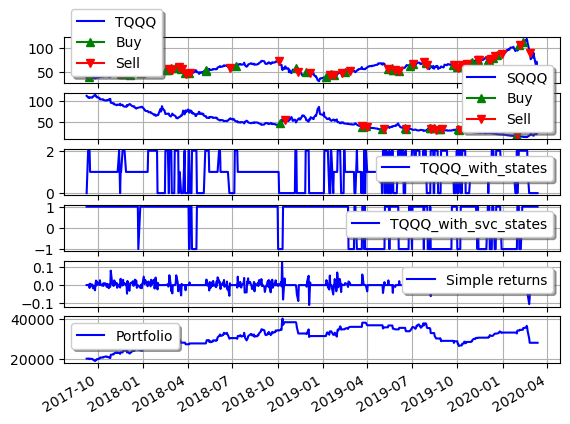 TQQQ
Buy
Sell
100
50
SQQQ
Buy
Sell
100
50
2
0
TQQQ_with_states
1
−1
TQQQ_with_svc_states
0.1
0.0
−0.1
Simple returns
40000
20000
Portfolio
2017-10
2018-01
2018-04
2018-07
2018-10
2019-01
2019-04
2019-07
2019-10
2020-01
2020-04